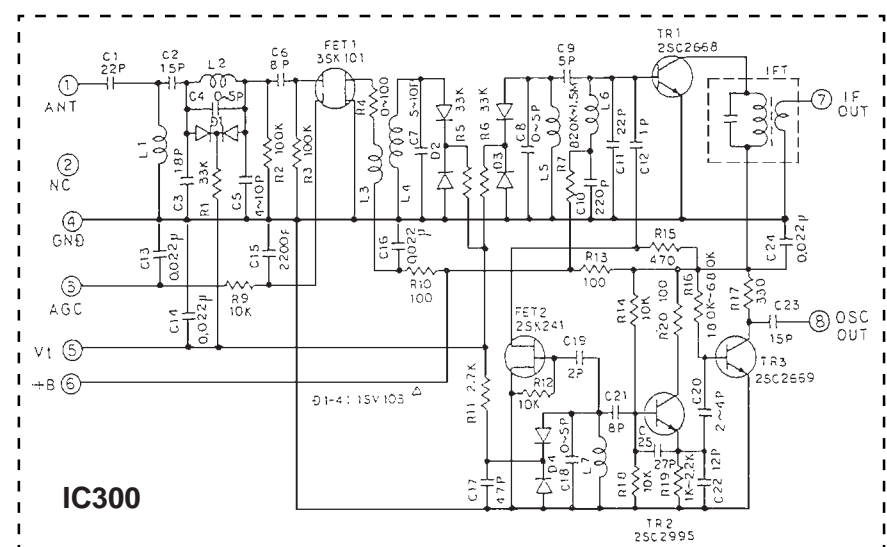 FET1
3SK101
TR1
2SC2668
C1
22P
C2
15P
L2
C4
0~5P
D1
C6
8P
R4
0~100
C7
5~10P
R5
33K
R6
33K
C9
5P
C8
0~5P
820K~1.5M
L6
IFT
1
ANT
7
IF
OUT
L1
C3
18P
R1
33K
C5
4~10P
R2
100K
R3
100K
L3
L4
D2
D3
L5
R7
C10
220P
C11
22P
C12
1P
2
NC
4
GND
C13
0.022μ
C15
2200P
C16
0.022
μ
R10
100
R13
100
R15
470
C24
0.022μ
3
AGC
R9
10K
C14
0.022μ
FET2
2SK241
C19
2P
R14
10K
R20 100
R16
180K~680K
R17
330
C23
15P
8
OSC
OUT
Vt
5
+B
6
D1-4:1SV103
R11 2.7K
R12
10K
C21
8P
C20
2~4P
TR3
2SC2669
C17
47P
D4
C18
0~5P
L7
C
25
27P
R18
10K
R19
1K~2.2K
C22
12P
TR2
2SC2995
IC300